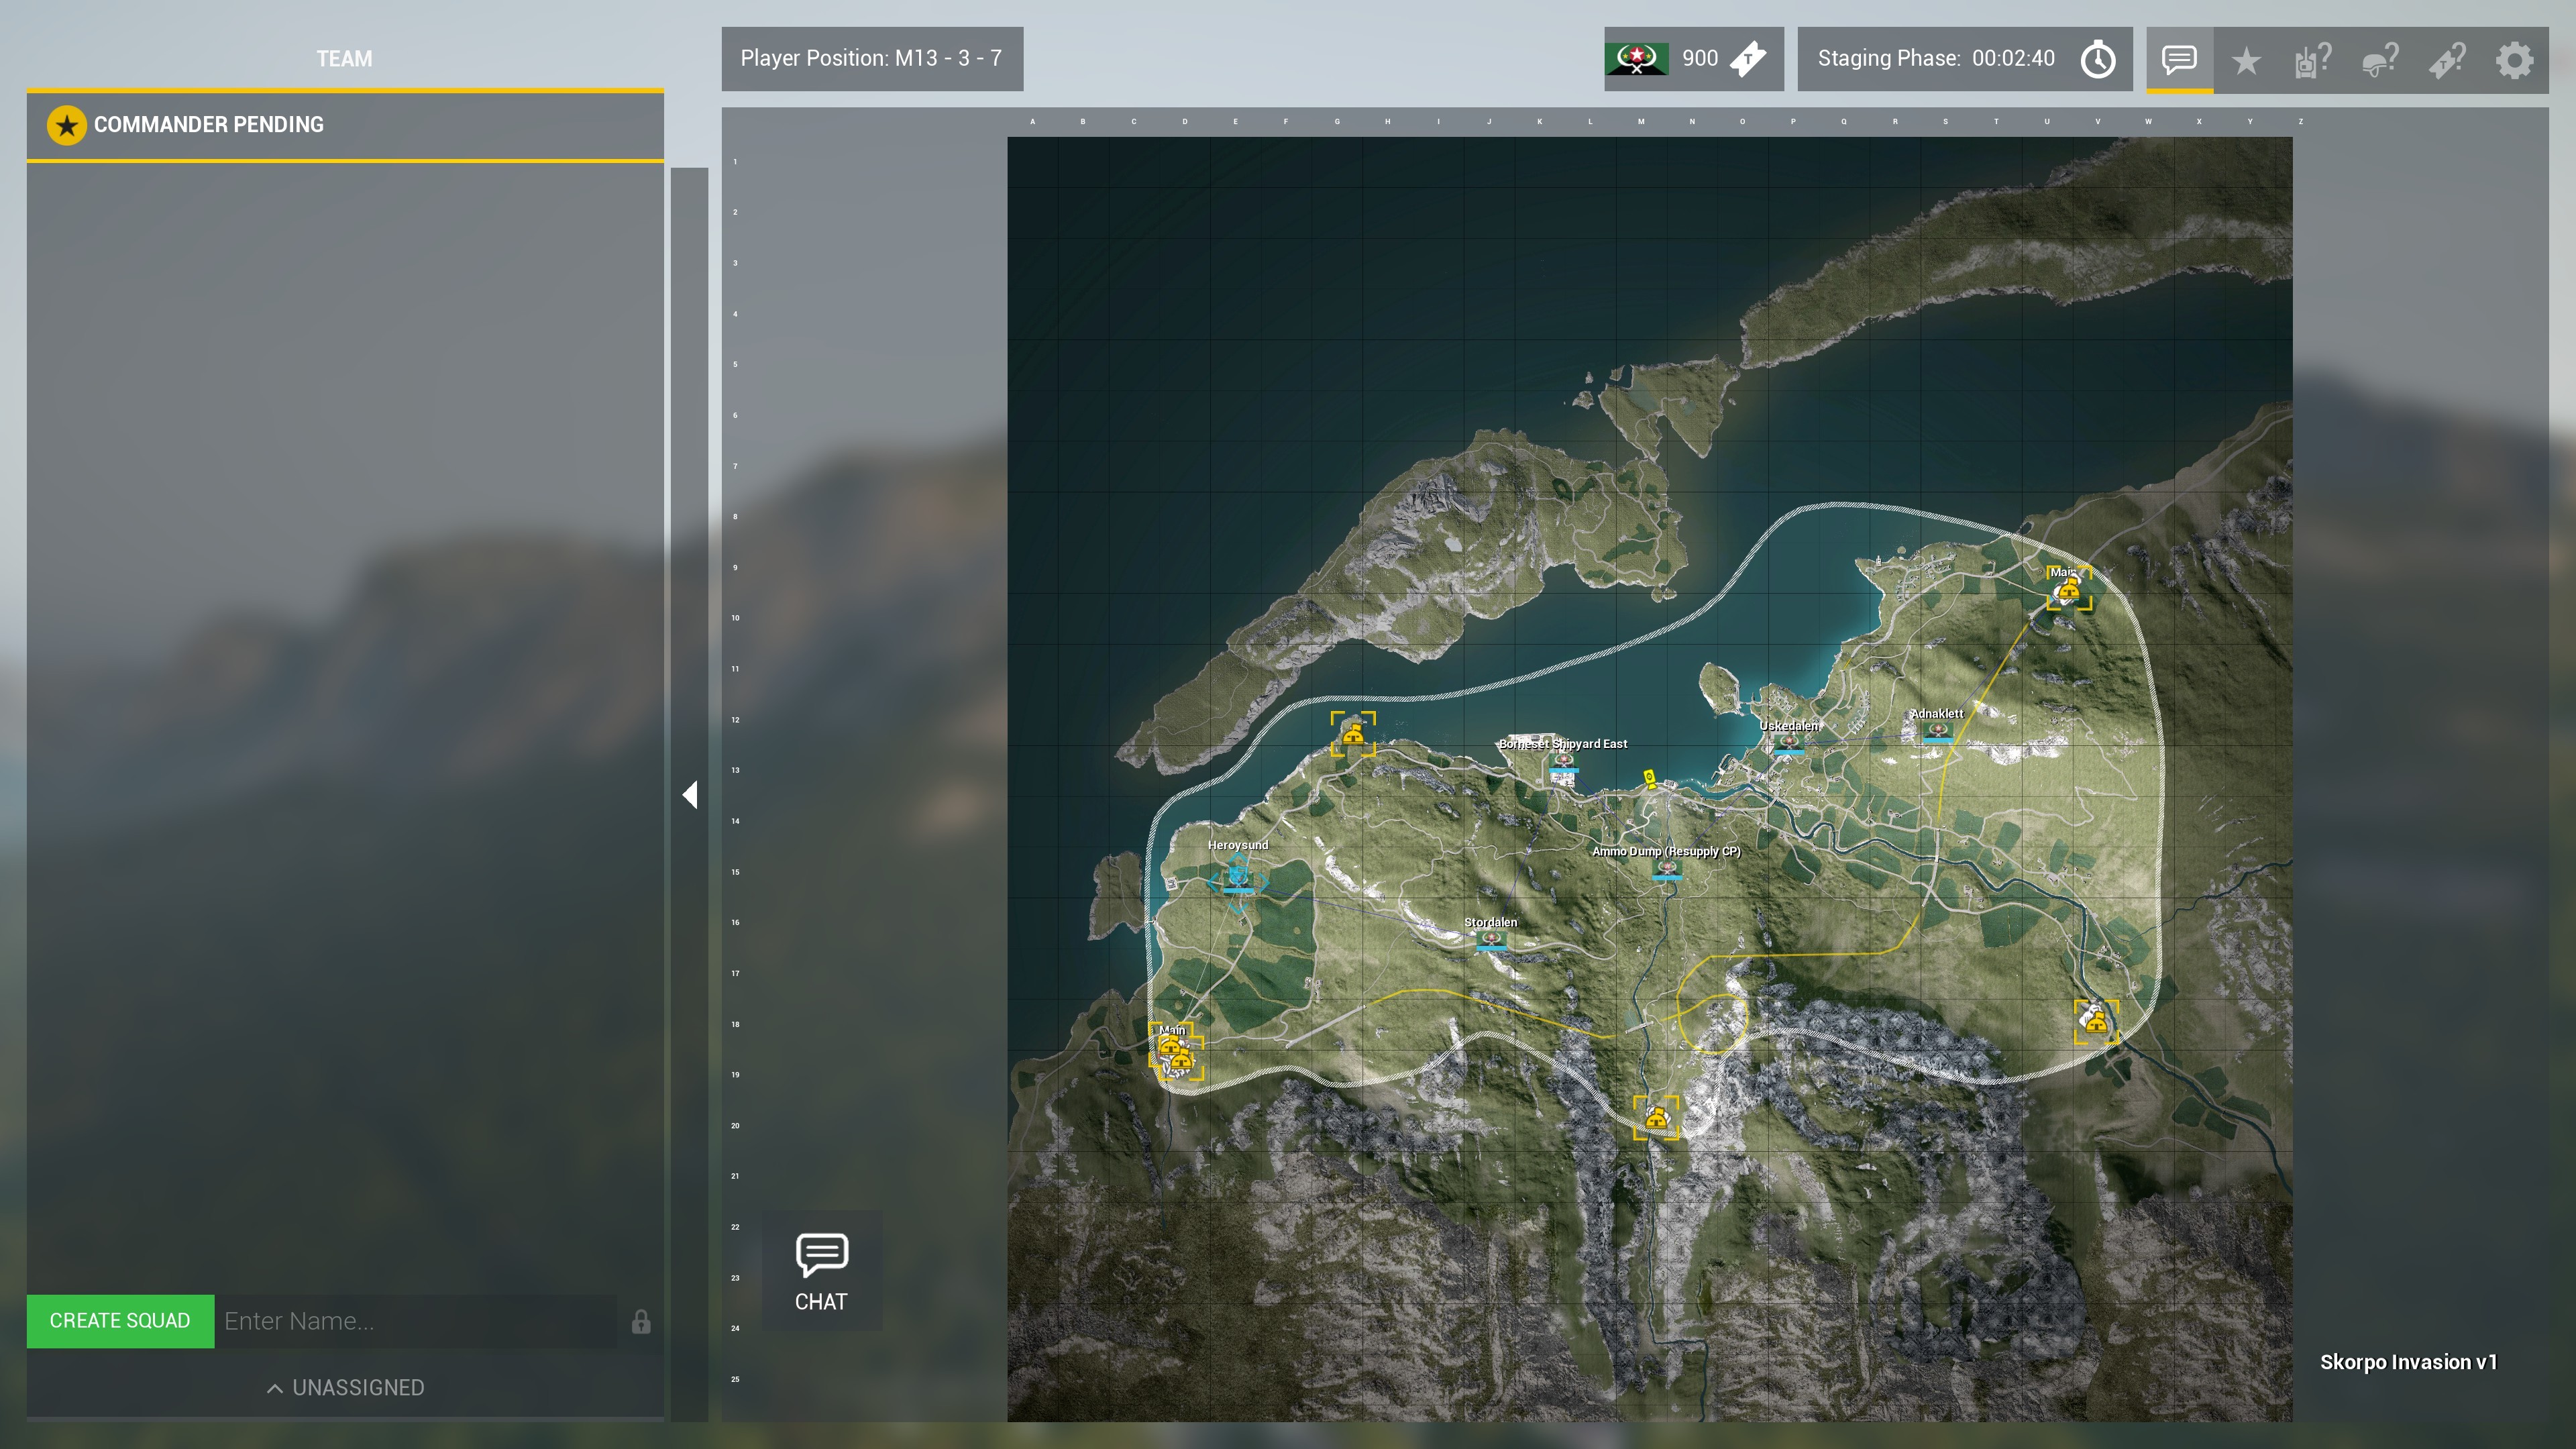 TEAM
Player Position: M13 - 3 - 7
900
Staging Phase: 00:02:40
COMMANDER PENDING
A B C D E F G H I J K L M N O P Q R S T U V W X Y Z
1
2
3
4
5
6
7
8
9
Main
10
11
12
Adnaklett
Uskedalen
Borneset Shipyard East
13
14
Heroysund
Ammo Dump (Resupply CP)
15
16
Stordalen
17
18
Main
19
20
21
22
23
CHAT
24
25
CREATE SQUAD Enter Name...
UNASSIGNED
Skorpo Invasion v1